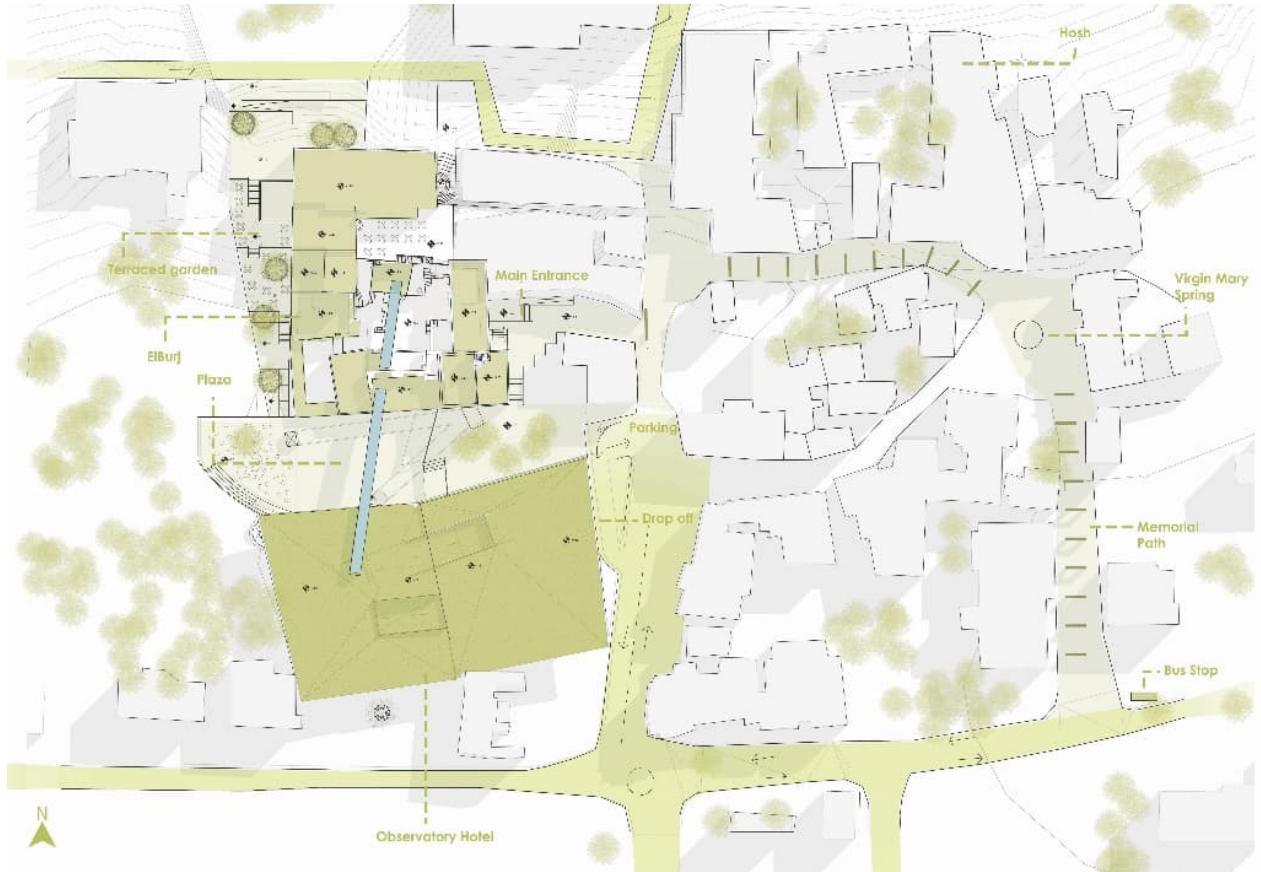 Hosh
Terraced garden
Main Entrance
Virgin Mary
Spring
ElBurj
Plaza
Parking
Drop off
Memorial
Path
Bus Stop
N
Observatory Hotel